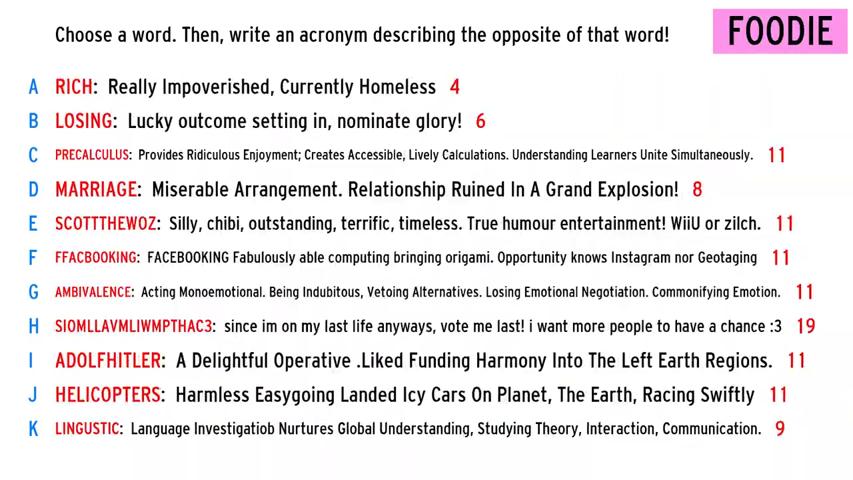 Choose a word. Then, write an acronym describing the opposite of that word!
FOODIE
A RICH: Really Impoverished, Currently Homeless 4
B LOSING: Lucky outcome setting in, nominate glory! 6
C PRECALCULUS: Provides Ridiculous Enjoyment; Creates Accessible, Lively Calculations. Understanding Learners Unite Simultaneously. 11
D MARRIAGE: Miserable Arrangement. Relationship Ruined In A Grand Explosion! 8
E SCOTTTHEWOZ: Silly, chibi, outstanding, terrific, timeless. True humour entertainment! WiiU or zilch. 11
F FFACBOOKING: FACEBOOKING Fabulously able computing bringing origami. Opportunity knows Instagram nor Geotaging 11
G AMBIVALENCE: Acting Monoemotional. Being Indubitous, Vetoing Alternatives. Losing Emotional Negotiation. Commonifying Emotion. 11
H SIOMLLAVMLIWMPTHAC3: since im on my last life anyways, vote me last! i want more people to have a chance :3 19
I ADOLFHITLER: A Delightful Operative .Liked Funding Harmony Into The Left Earth Regions. 11
J HELICOPTERS: Harmless Easygoing Landed Icy Cars On Planet, The Earth, Racing Swiftly 11
K LINGUSTIC: Language Investigatiob Nurtures Global Understanding, Studying Theory, Interaction, Communication. 9